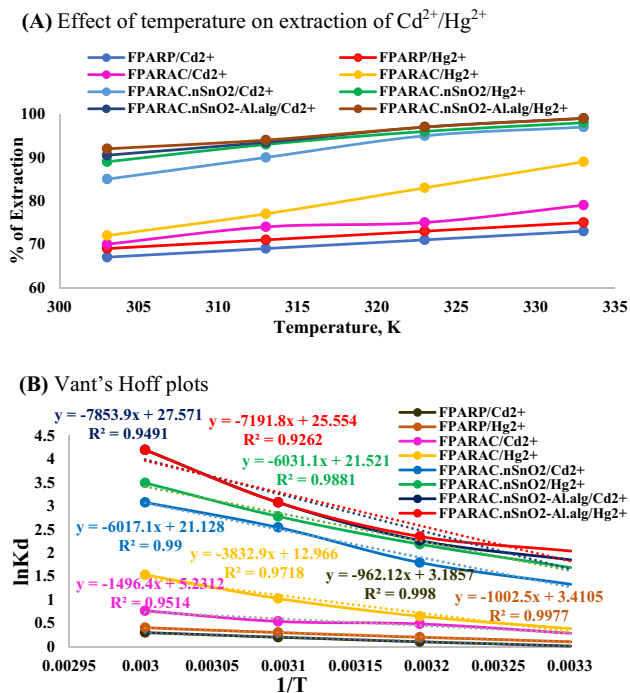 (A) Effect of temperature on extraction of Cd²⁺/Hg²⁺
FPARP/Cd2+ FPARP/Hg2+
FPARAC/Cd2+ FPARAC/Hg2+
FPARAC.nSnO2/Cd2+ FPARAC.nSnO2/Hg2+
FPARAC.nSnO2-Al.alg/Cd2+ FPARAC.nSnO2-Al.alg/Hg2+
% of Extraction
100
90
80
70
60
300 305 310 315 320 325 330 335
Temperature, K
(B) Vant's Hoff plots
y = -7853.9x + 27.571
R² = 0.9491
y = -7191.8x + 25.554
R² = 0.9262
y = -6031.1x + 21.521
R² = 0.9881
y = -6017.1x + 21.128
R² = 0.99
y = -3832.9x + 12.966
R² = 0.9718
y = -1496.4x + 5.2312
R² = 0.9514
y = -962.12x + 3.1857
R² = 0.998
y = -1002.5x + 3.4105
R² = 0.9977
FPARP/Cd2+
FPARP/Hg2+
FPARAC/Cd2+
FPARAC/Hg2+
FPARAC.nSnO2/Cd2+
FPARAC.nSnO2/Hg2+
FPARAC.nSnO2-Al.alg/Cd2+
FPARAC.nSnO2-Al.alg/Hg2+
lnKd
4.5
4
3.5
3
2.5
2
1.5
1
0.5
0
0.00295 0.003 0.00305 0.0031 0.00315 0.0032 0.00325 0.0033
1/T